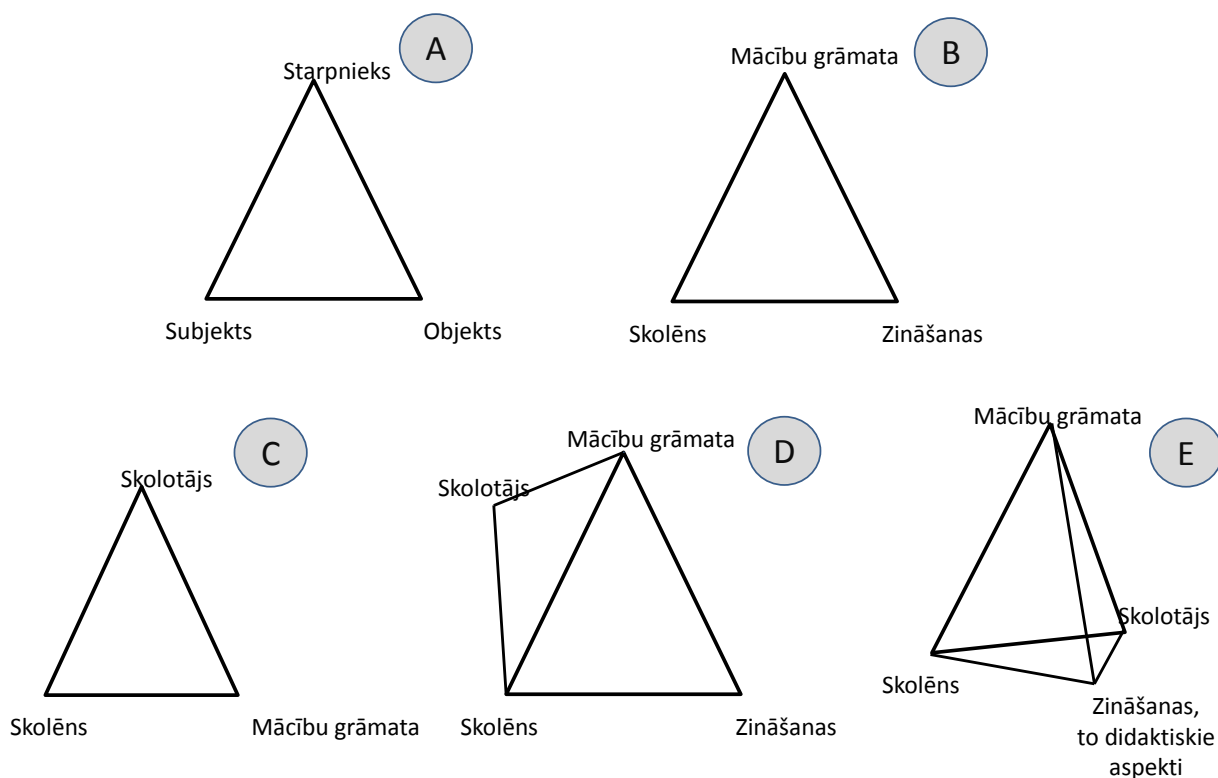 A
Starpnieks
Subjekts
Objekts
B
Mācību grāmata
Skolēns
Zināšanas
C
Skolotājs
Skolēns
Mācību grāmata
D
Mācību grāmata
Skolotājs
Skolēns
Zināšanas
E
Mācību grāmata
Skolotājs
Skolēns
Zināšanas,
to didaktiskie
aspekti